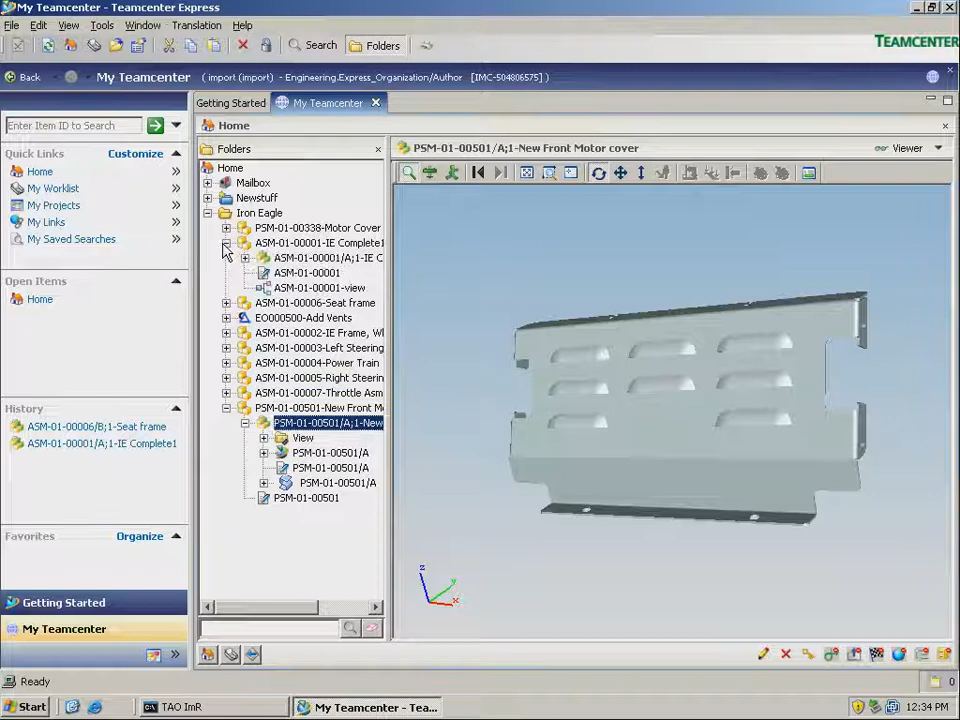 My Teamcenter - Teamcenter Express
File Edit View Tools Window Translation Help
Search Folders
TEAMCENTER
Back My Teamcenter ( import (import) - Engineering.Express_Organization/Author [IMC-504806575] )
Getting Started My Teamcenter
Enter Item ID to Search
Home
Quick Links Customize
Home
My Worklist
My Projects
My Links
My Saved Searches
Open Items
Home
History
ASM-01-00006/B;1-Seat frame
ASM-01-00001/A;1-IE Complete1
Favorites Organize
Getting Started
My Teamcenter
Folders
Home
Mailbox
Newstuff
Iron Eagle
PSM-01-00338-Motor Cover
ASM-01-00001-IE Complete1
ASM-01-00001/A;1-IE C
ASM-01-00001
ASM-01-00001-view
ASM-01-00006-Seat frame
EO000500-Add Vents
ASM-01-00002-IE Frame, Wh
ASM-01-00003-Left Steering
ASM-01-00004-Power Train
ASM-01-00005-Right Steerin
ASM-01-00007-Throttle Asm
PSM-01-00501-New Front M
PSM-01-00501/A;1-New
View
PSM-01-00501/A
PSM-01-00501/A
PSM-01-00501/A
PSM-01-00501
PSM-01-00501/A;1-New Front Motor cover
Viewer
z
y
x
Ready
0
Start TAO ImR My Teamcenter - Tea... 12:34 PM